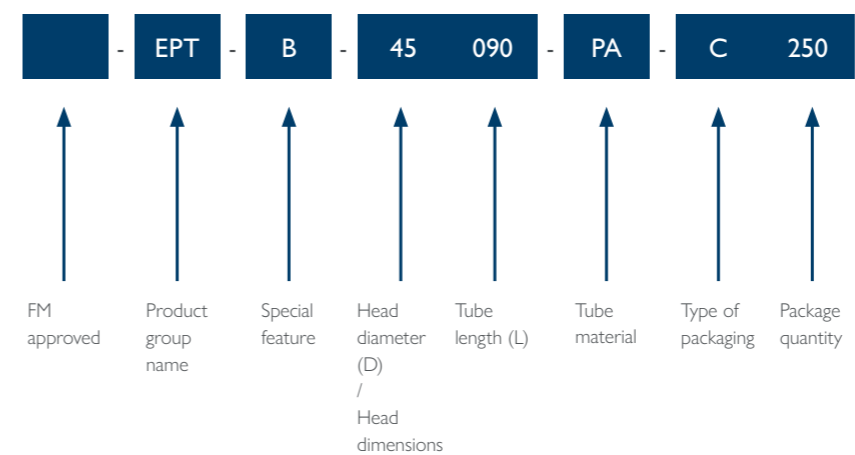 - EPT - B - 45 090 - PA - C 250
FM
approved
Product
group
name
Special
feature
Head
diameter
(D)
/
Head
dimensions
Tube
length (L)
Tube
material
Type of
packaging
Package
quantity